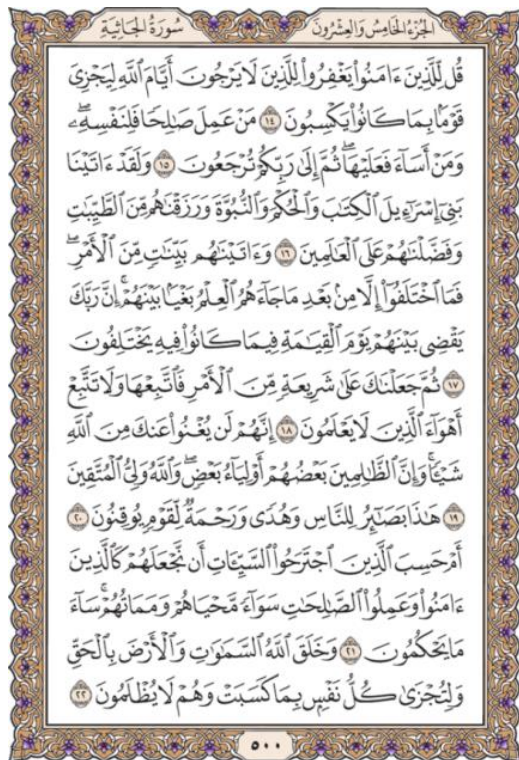 الجزء الخامس والعشرون
سورة الجاثية
قُل لِّلَّذِينَ ءَامَنُوا۟ يَغْفِرُوا۟ لِلَّذِينَ لَا يَرْجُونَ أَيَّامَ ٱللَّهِ لِيَجْزِىَ
قَوْمًۢا بِمَا كَانُوا۟ يَكْسِبُونَ ١٤ مَنْ عَمِلَ صَـٰلِحًا فَلِنَفْسِهِۦ ۖ
وَمَنْ أَسَآءَ فَعَلَيْهَا ۖ ثُمَّ إِلَىٰ رَبِّكُمْ تُرْجَعُونَ ١٥ وَلَقَدْ ءَاتَيْنَا
بَنِىٓ إِسْرَٰٓءِيلَ ٱلْكِتَـٰبَ وَٱلْحُكْمَ وَٱلنُّبُوَّةَ وَرَزَقْنَـٰهُم مِّنَ ٱلطَّيِّبَـٰتِ
وَفَضَّلْنَـٰهُمْ عَلَى ٱلْعَـٰلَمِينَ ١٦ وَءَاتَيْنَـٰهُم بَيِّنَـٰتٍ مِّنَ ٱلْأَمْرِ ۖ
فَمَا ٱخْتَلَفُوٓا۟ إِلَّا مِنۢ بَعْدِ مَا جَآءَهُمُ ٱلْعِلْمُ بَغْيًۢا بَيْنَهُمْ ۚ إِنَّ رَبَّكَ
يَقْضِى بَيْنَهُمْ يَوْمَ ٱلْقِيَـٰمَةِ فِيمَا كَانُوا۟ فِيهِ يَخْتَلِفُونَ
١٧ ثُمَّ جَعَلْنَـٰكَ عَلَىٰ شَرِيعَةٍ مِّنَ ٱلْأَمْرِ فَٱتَّبِعْهَا وَلَا تَتَّبِعْ
أَهْوَآءَ ٱلَّذِينَ لَا يَعْلَمُونَ ١٨ إِنَّهُمْ لَن يُغْنُوا۟ عَنكَ مِنَ ٱللَّهِ
شَيْـًٔا ۚ وَإِنَّ ٱلظَّـٰلِمِينَ بَعْضُهُمْ أَوْلِيَآءُ بَعْضٍ ۖ وَٱللَّهُ وَلِىُّ ٱلْمُتَّقِينَ
١٩ هَـٰذَا بَصَـٰٓئِرُ لِلنَّاسِ وَهُدًى وَرَحْمَةٌ لِّقَوْمٍ يُوقِنُونَ ٢٠
أَمْ حَسِبَ ٱلَّذِينَ ٱجْتَرَحُوا۟ ٱلسَّيِّـَٔاتِ أَن نَّجْعَلَهُمْ كَٱلَّذِينَ
ءَامَنُوا۟ وَعَمِلُوا۟ ٱلصَّـٰلِحَـٰتِ سَوَآءً مَّحْيَاهُمْ وَمَمَاتُهُمْ ۚ سَآءَ
مَا يَحْكُمُونَ ٢١ وَخَلَقَ ٱللَّهُ ٱلسَّمَـٰوَٰتِ وَٱلْأَرْضَ بِٱلْحَقِّ
وَلِتُجْزَىٰ كُلُّ نَفْسٍۭ بِمَا كَسَبَتْ وَهُمْ لَا يُظْلَمُونَ ٢٢
٥٠٠